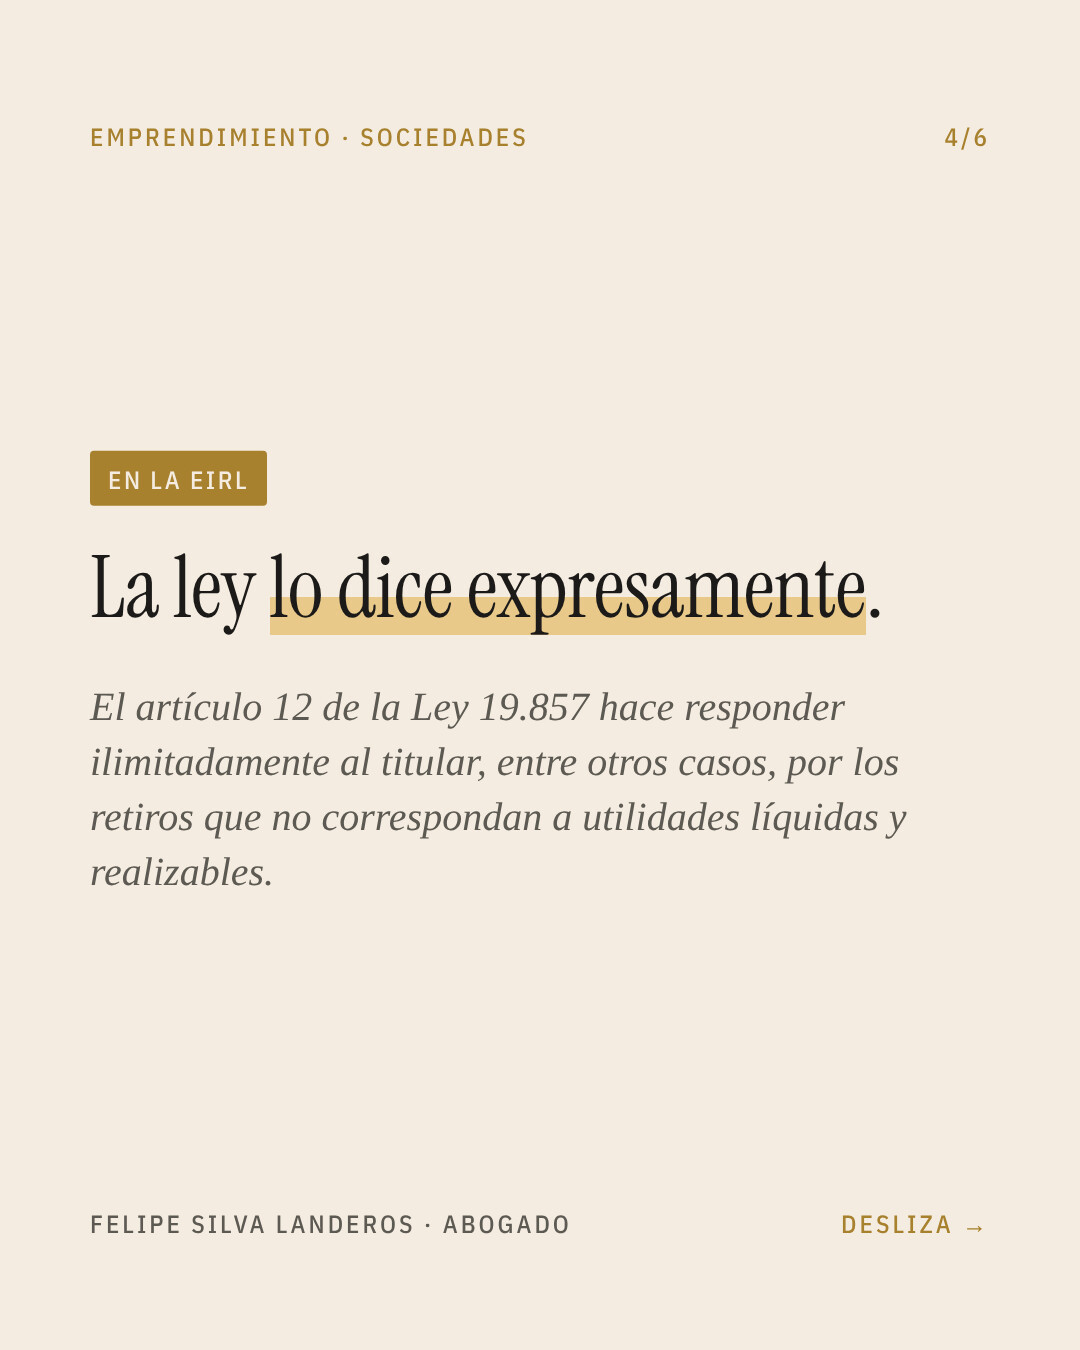 EMPRENDIMIENTO · SOCIEDADES 4/6
EN LA EIRL
La ley lo dice expresamente.
El artículo 12 de la Ley 19.857 hace responder
ilimitadamente al titular, entre otros casos, por los
retiros que no correspondan a utilidades líquidas y
realizables.
FELIPE SILVA LANDEROS · ABOGADO DESLIZA →